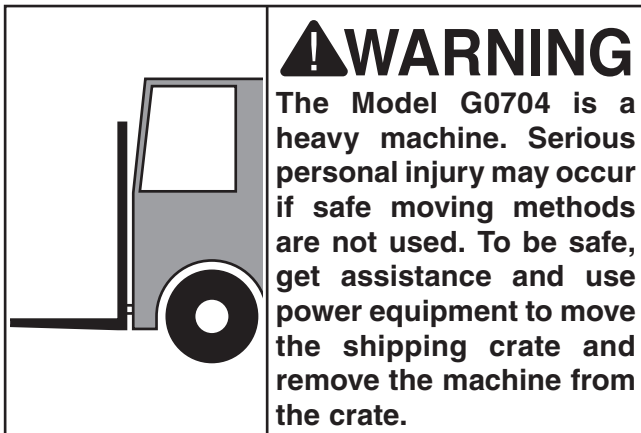 WARNING
The Model G0704 is a
heavy machine. Serious
personal injury may occur
if safe moving methods
are not used. To be safe,
get assistance and use
power equipment to move
the shipping crate and
remove the machine from
the crate.